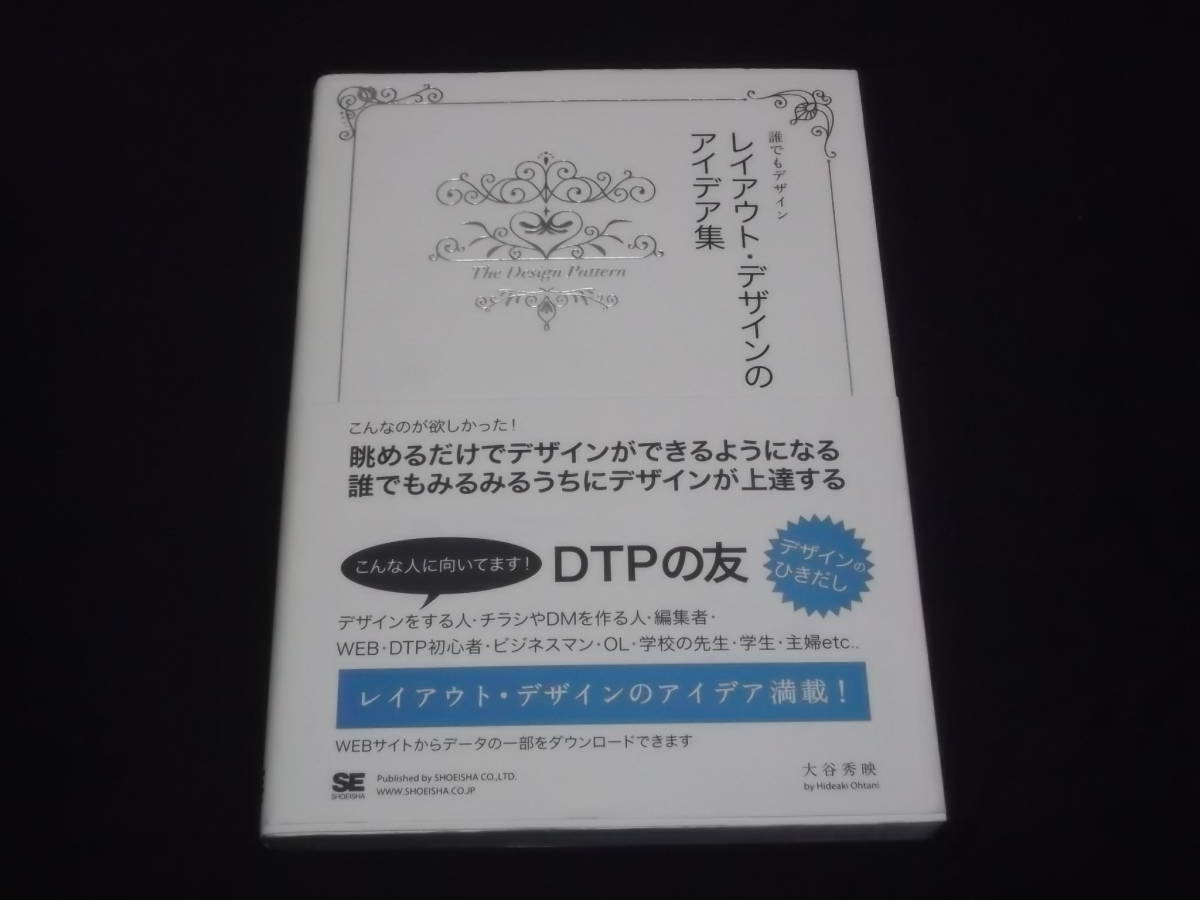 誰でもデザイン
レイアウト・デザインの
アイデア集
The Design Pattern
こんなのが欲しかった!
眺めるだけでデザインができるようになる
誰でもみるみるうちにデザインが上達する
こんな人に向いてます!
DTPの友
デザインの
ひきだし
デザインをする人・チラシやDMを作る人・編集者・
WEB・DTP初心者・ビジネスマン・OL・学校の先生・学生・主婦etc..
レイアウト・デザインのアイデア満載!
WEBサイトからデータの一部をダウンロードできます
SE
SHOEISHA
Published by SHOEISHA CO.,LTD.
WWW.SHOEISHA.CO.JP
大谷秀映
by Hideaki Ohtani